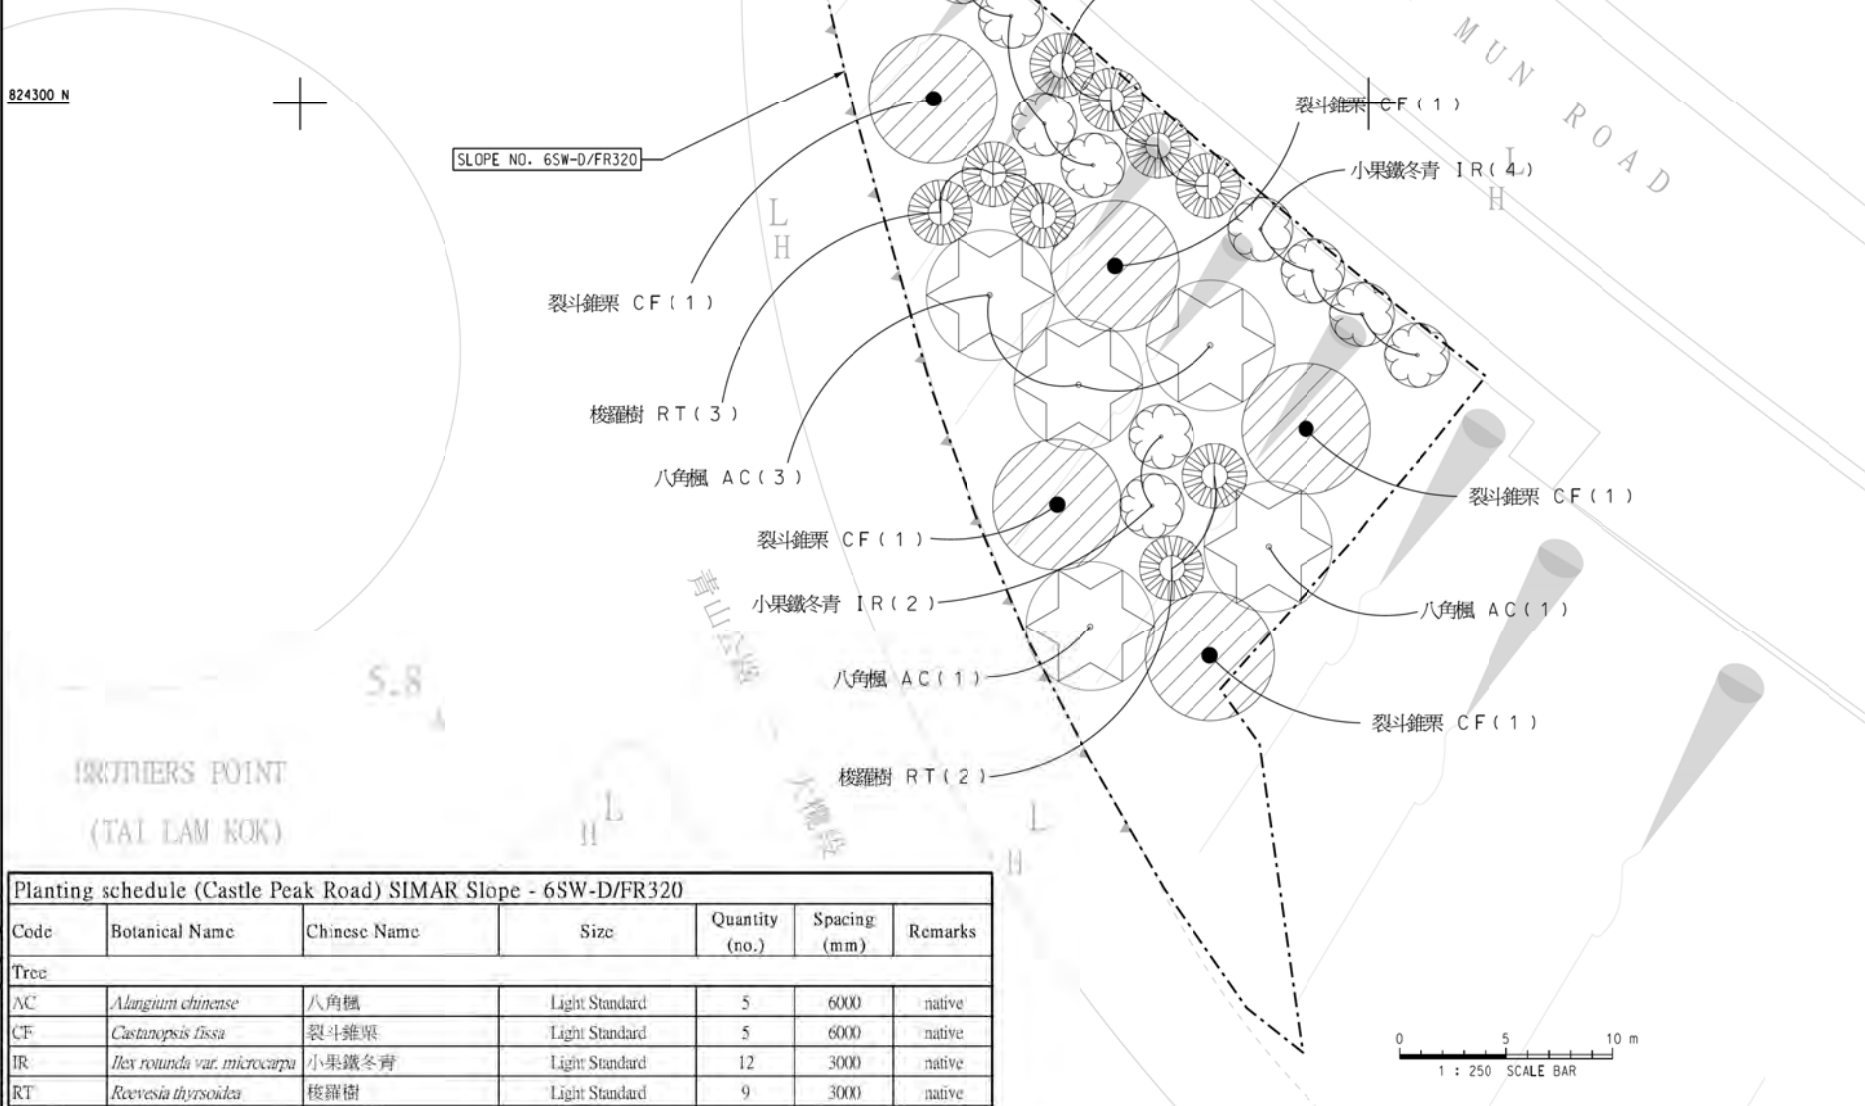 MUN ROAD
824300 N
裂斗錐栗 CF(1)
SLOPE NO. 6SW-D/FR320
小果鐵冬青 IR(4)
L
H
L
H
裂斗錐栗 CF(1)
梭羅樹 RT(3)
八角楓 AC(3)
裂斗錐栗 CF(1)
裂斗錐栗 CF(1)
小果鐵冬青 IR(2)
八角楓 AC(1)
青山公路
八角楓 AC(1)
5.8
裂斗錐栗 CF(1)
梭羅樹 RT(2)
BROTHERS POINT
(TAI LAM KOK)
大欖段
L
H
L
H
Planting schedule (Castle Peak Road) SIMAR Slope - 6SW-D/FR320
Code Botanical Name Chinese Name Size Quantity (no.) Spacing (mm) Remarks
Tree
AC Alangium chinense 八角楓 Light Standard 5 6000 native
CF Castanopsis fissa 裂斗錐栗 Light Standard 5 6000 native
IR Ilex rotunda var. microcarpa 小果鐵冬青 Light Standard 12 3000 native
RT Reevesia thyrsoidea 梭羅樹 Light Standard 9 3000 native
0 5 10 m
1 : 250 SCALE BAR